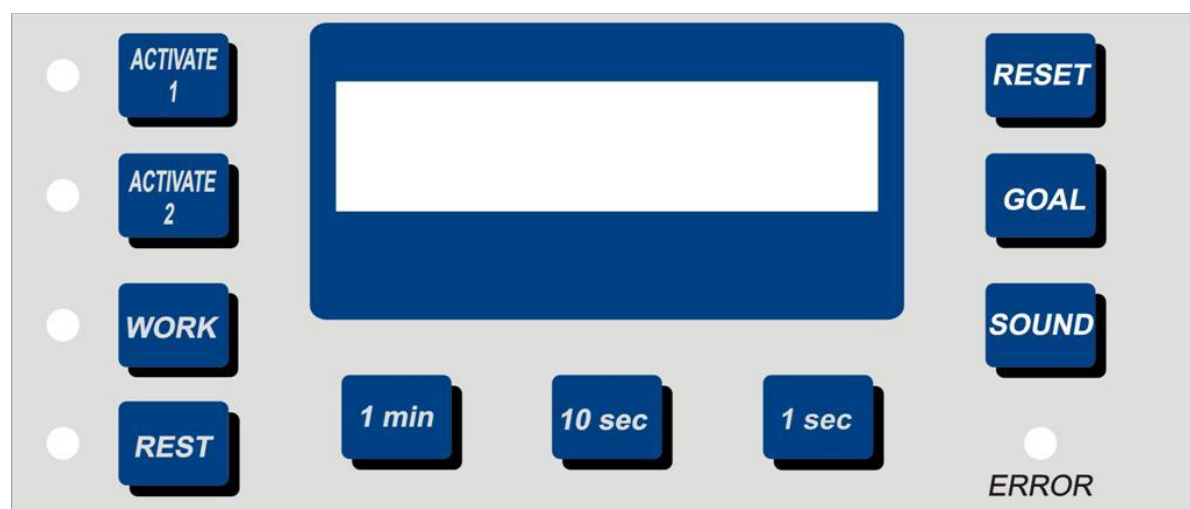 ACTIVATE
1
RESET
ACTIVATE
2
GOAL
WORK
SOUND
1 min
10 sec
1 sec
REST
ERROR